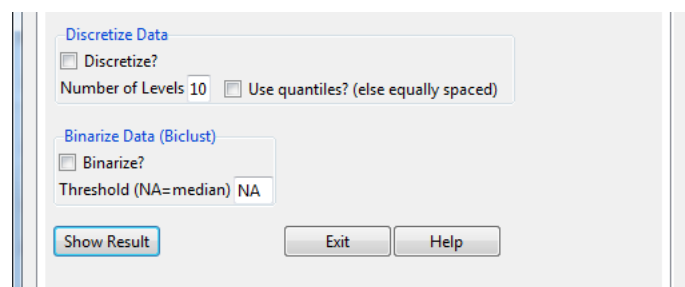 Discretize Data
Discretize?
Number of Levels 10 Use quantiles? (else equally spaced)
Binarize Data (Biclust)
Binarize?
Threshold (NA=median) NA
Show Result Exit Help